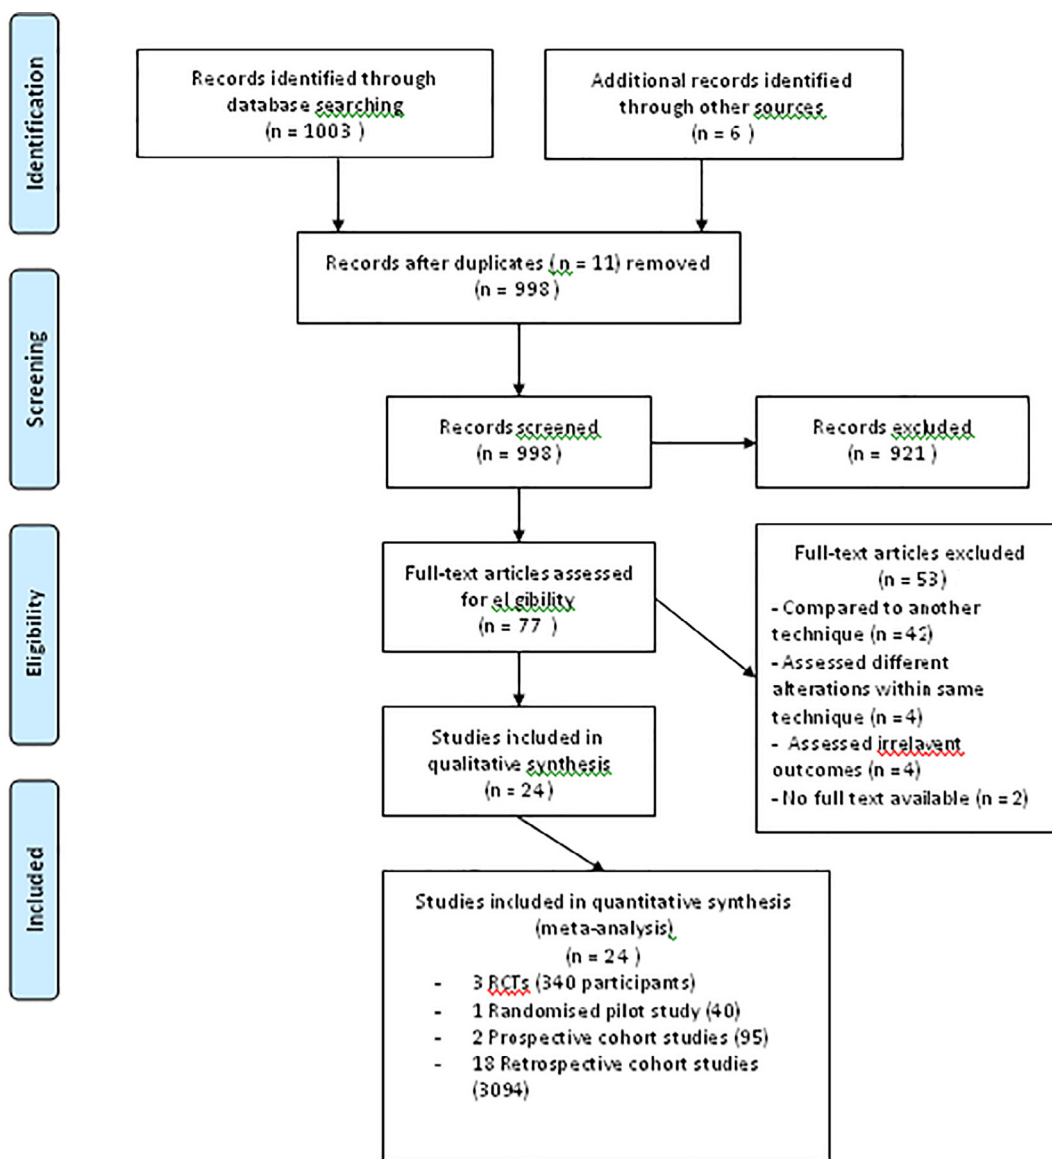 Identification
Records identified through
database searching
(n = 1003 )
Additional records identified
through other sources
(n = 6 )
Records after duplicates (n = 11) removed
(n = 998 )
Screening
Records screened
(n = 998 )
Records excluded
(n = 921 )
Eligibility
Full-text articles assessed
for eligibility
(n = 77 )
Full-text articles excluded
(n = 53)
- Compared to another
technique (n = 42)
- Assessed different
alterations within same
technique (n = 4)
- Assessed irrelavent
outcomes (n = 4)
- No full text available (n = 2)
Studies included in
qualitative synthesis
(n = 24 )
Included
Studies included in quantitative synthesis
(meta-analysis)
(n = 24 )
- 3 RCTs (340 participants)
- 1 Randomised pilot study (40)
- 2 Prospective cohort studies (95)
- 18 Retrospective cohort studies
(3094)